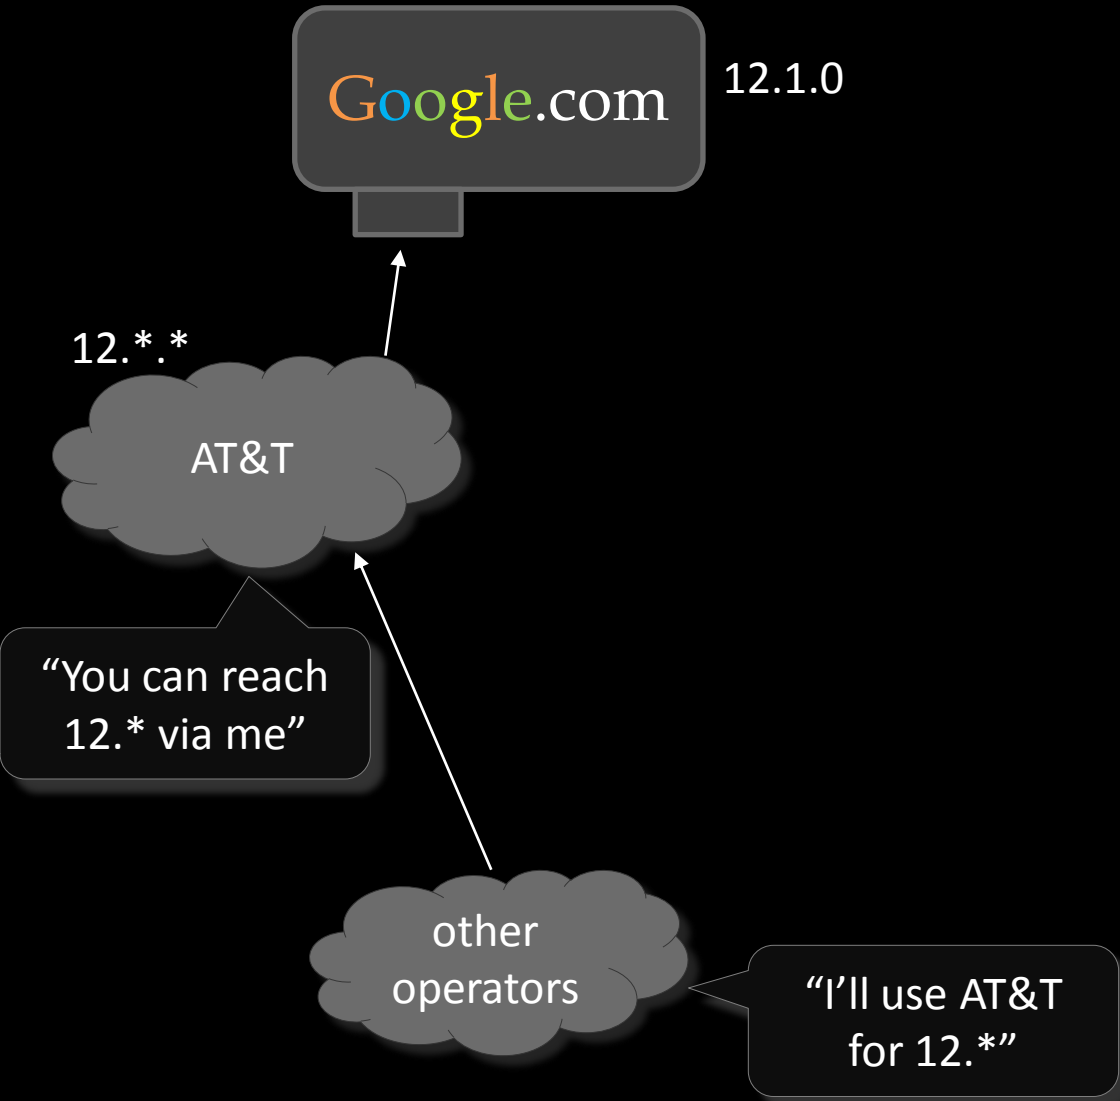 Google.com
12.1.0
12.*.*
AT&T
“You can reach
12.* via me”
other
operators
“I’ll use AT&T
for 12.*”